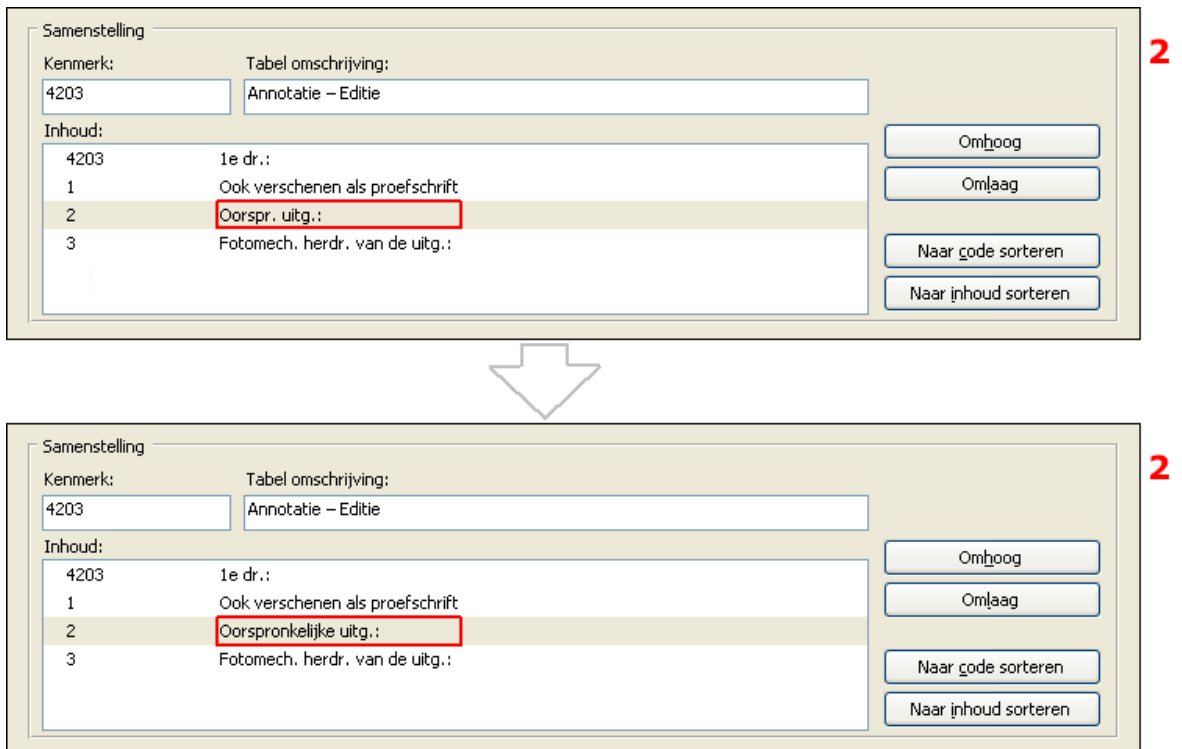 Samenstelling
2
Kenmerk: Tabel omschrijving:
4203 Annotatie – Editie
Inhoud:
Omhoog
4203 1e dr.:
1 Ook verschenen als proefschrift
Omlaag
2 Oorspr. uitg.:
3 Fotomech. herdr. van de uitg.:
Naar code sorteren
Naar inhoud sorteren
Samenstelling
2
Kenmerk: Tabel omschrijving:
4203 Annotatie – Editie
Inhoud:
Omhoog
4203 1e dr.:
1 Ook verschenen als proefschrift
Omlaag
2 Oorspronkelijke uitg.:
3 Fotomech. herdr. van de uitg.:
Naar code sorteren
Naar inhoud sorteren